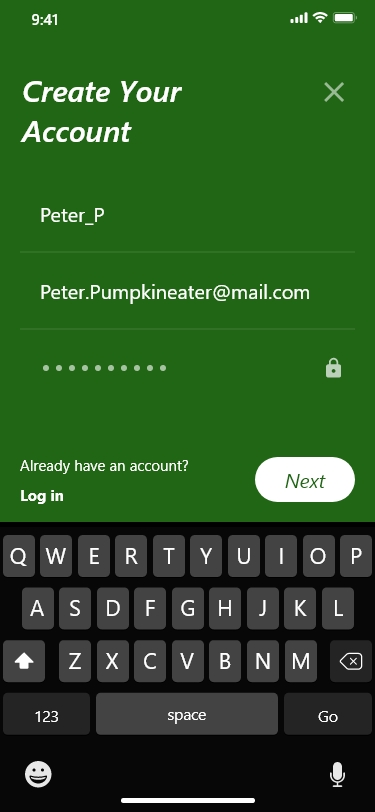 9:41
Create Your
Account
Peter_P
Peter.Pumpkineater@mail.com
Already have an account?
Log in
Next
Q W E R T Y U I O P
A S D F G H J K L
Z X C V B N M
123 space Go